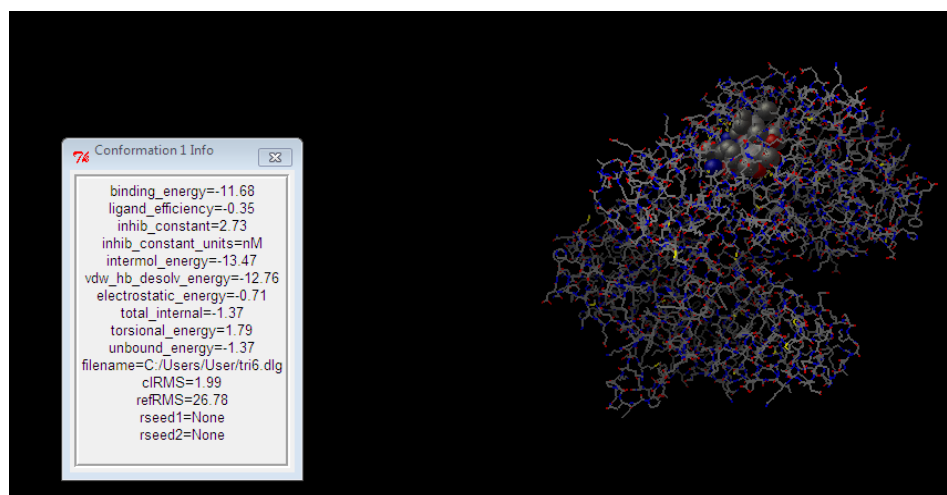 Conformation 1 Info
binding_energy=-11.68
ligand_efficiency=-0.35
inhib_constant=2.73
inhib_constant_units=nM
intermol_energy=-13.47
vdw_hb_desolv_energy=-12.76
electrostatic_energy=-0.71
total_internal=-1.37
torsional_energy=1.79
unbound_energy=-1.37
filename=C:/Users/User/tri6.dlg
clRMS=1.99
refRMS=26.78
rseed1=None
rseed2=None